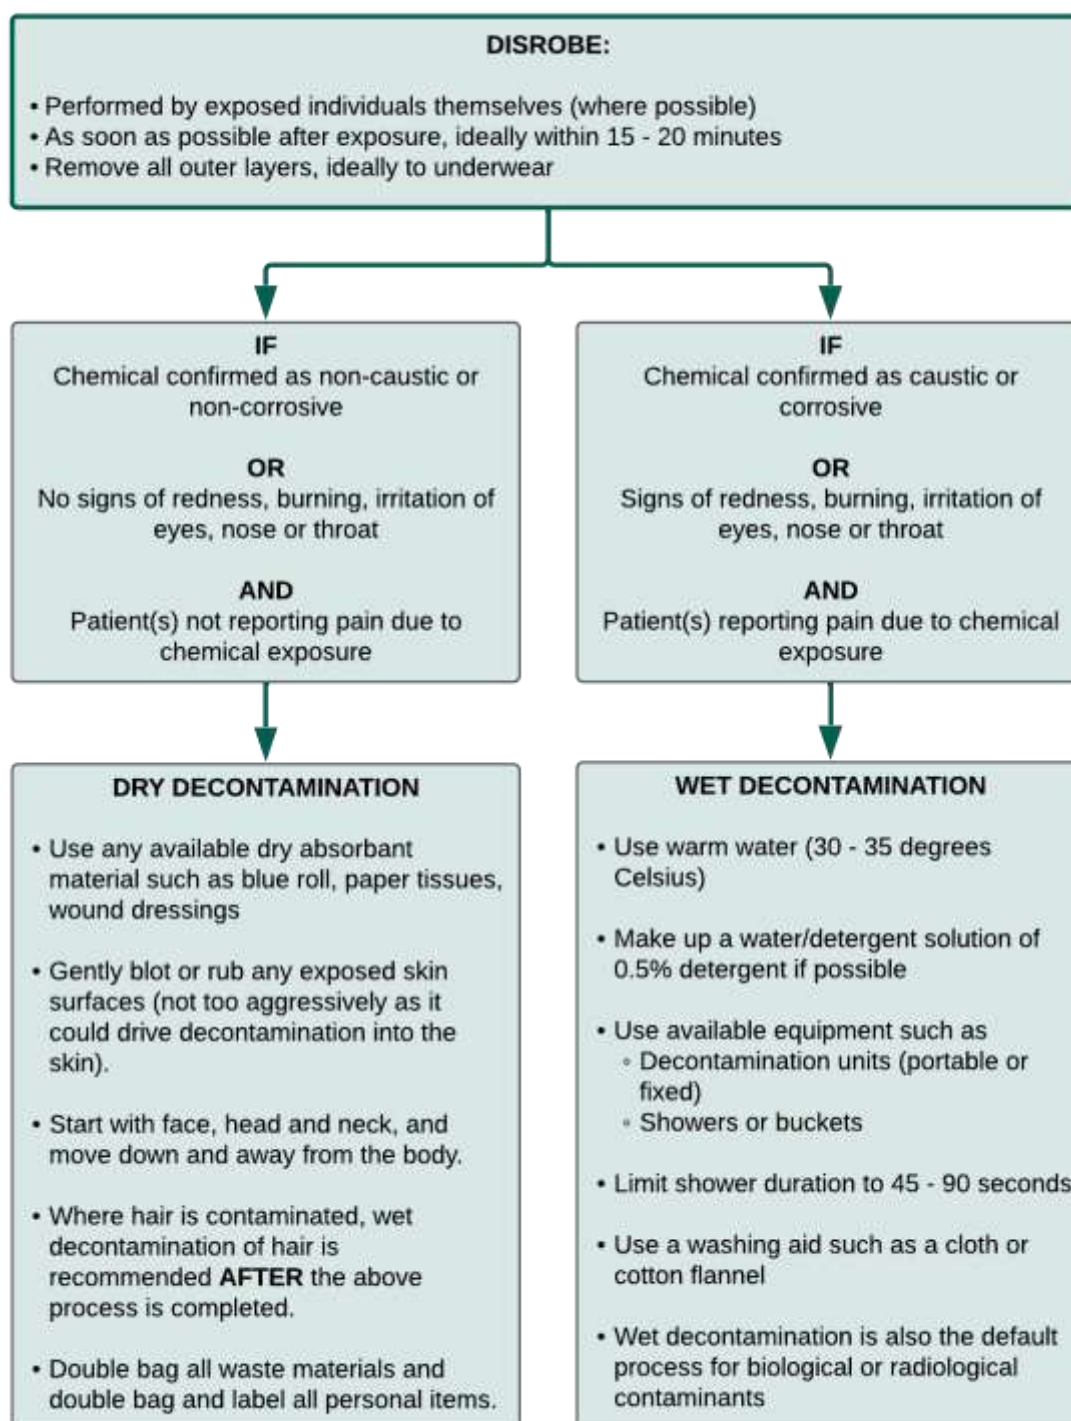 DISROBE:
• Performed by exposed individuals themselves (where possible)
• As soon as possible after exposure, ideally within 15 - 20 minutes
• Remove all outer layers, ideally to underwear
IF
Chemical confirmed as non-caustic or
non-corrosive
OR
No signs of redness, burning, irritation of
eyes, nose or throat
AND
Patient(s) not reporting pain due to
chemical exposure
IF
Chemical confirmed as caustic or
corrosive
OR
Signs of redness, burning, irritation of
eyes, nose or throat
AND
Patient(s) reporting pain due to chemical
exposure
DRY DECONTAMINATION
• Use any available dry absorbant
material such as blue roll, paper tissues,
wound dressings
• Gently blot or rub any exposed skin
surfaces (not too aggressively as it
could drive decontamination into the
skin).
• Start with face, head and neck, and
move down and away from the body.
• Where hair is contaminated, wet
decontamination of hair is
recommended AFTER the above
process is completed.
• Double bag all waste materials and
double bag and label all personal items.
WET DECONTAMINATION
• Use warm water (30 - 35 degrees
Celsius)
• Make up a water/detergent solution of
0.5% detergent if possible
• Use available equipment such as
◦ Decontamination units (portable or
fixed)
◦ Showers or buckets
• Limit shower duration to 45 - 90 seconds
• Use a washing aid such as a cloth or
cotton flannel
• Wet decontamination is also the default
process for biological or radiological
contaminants